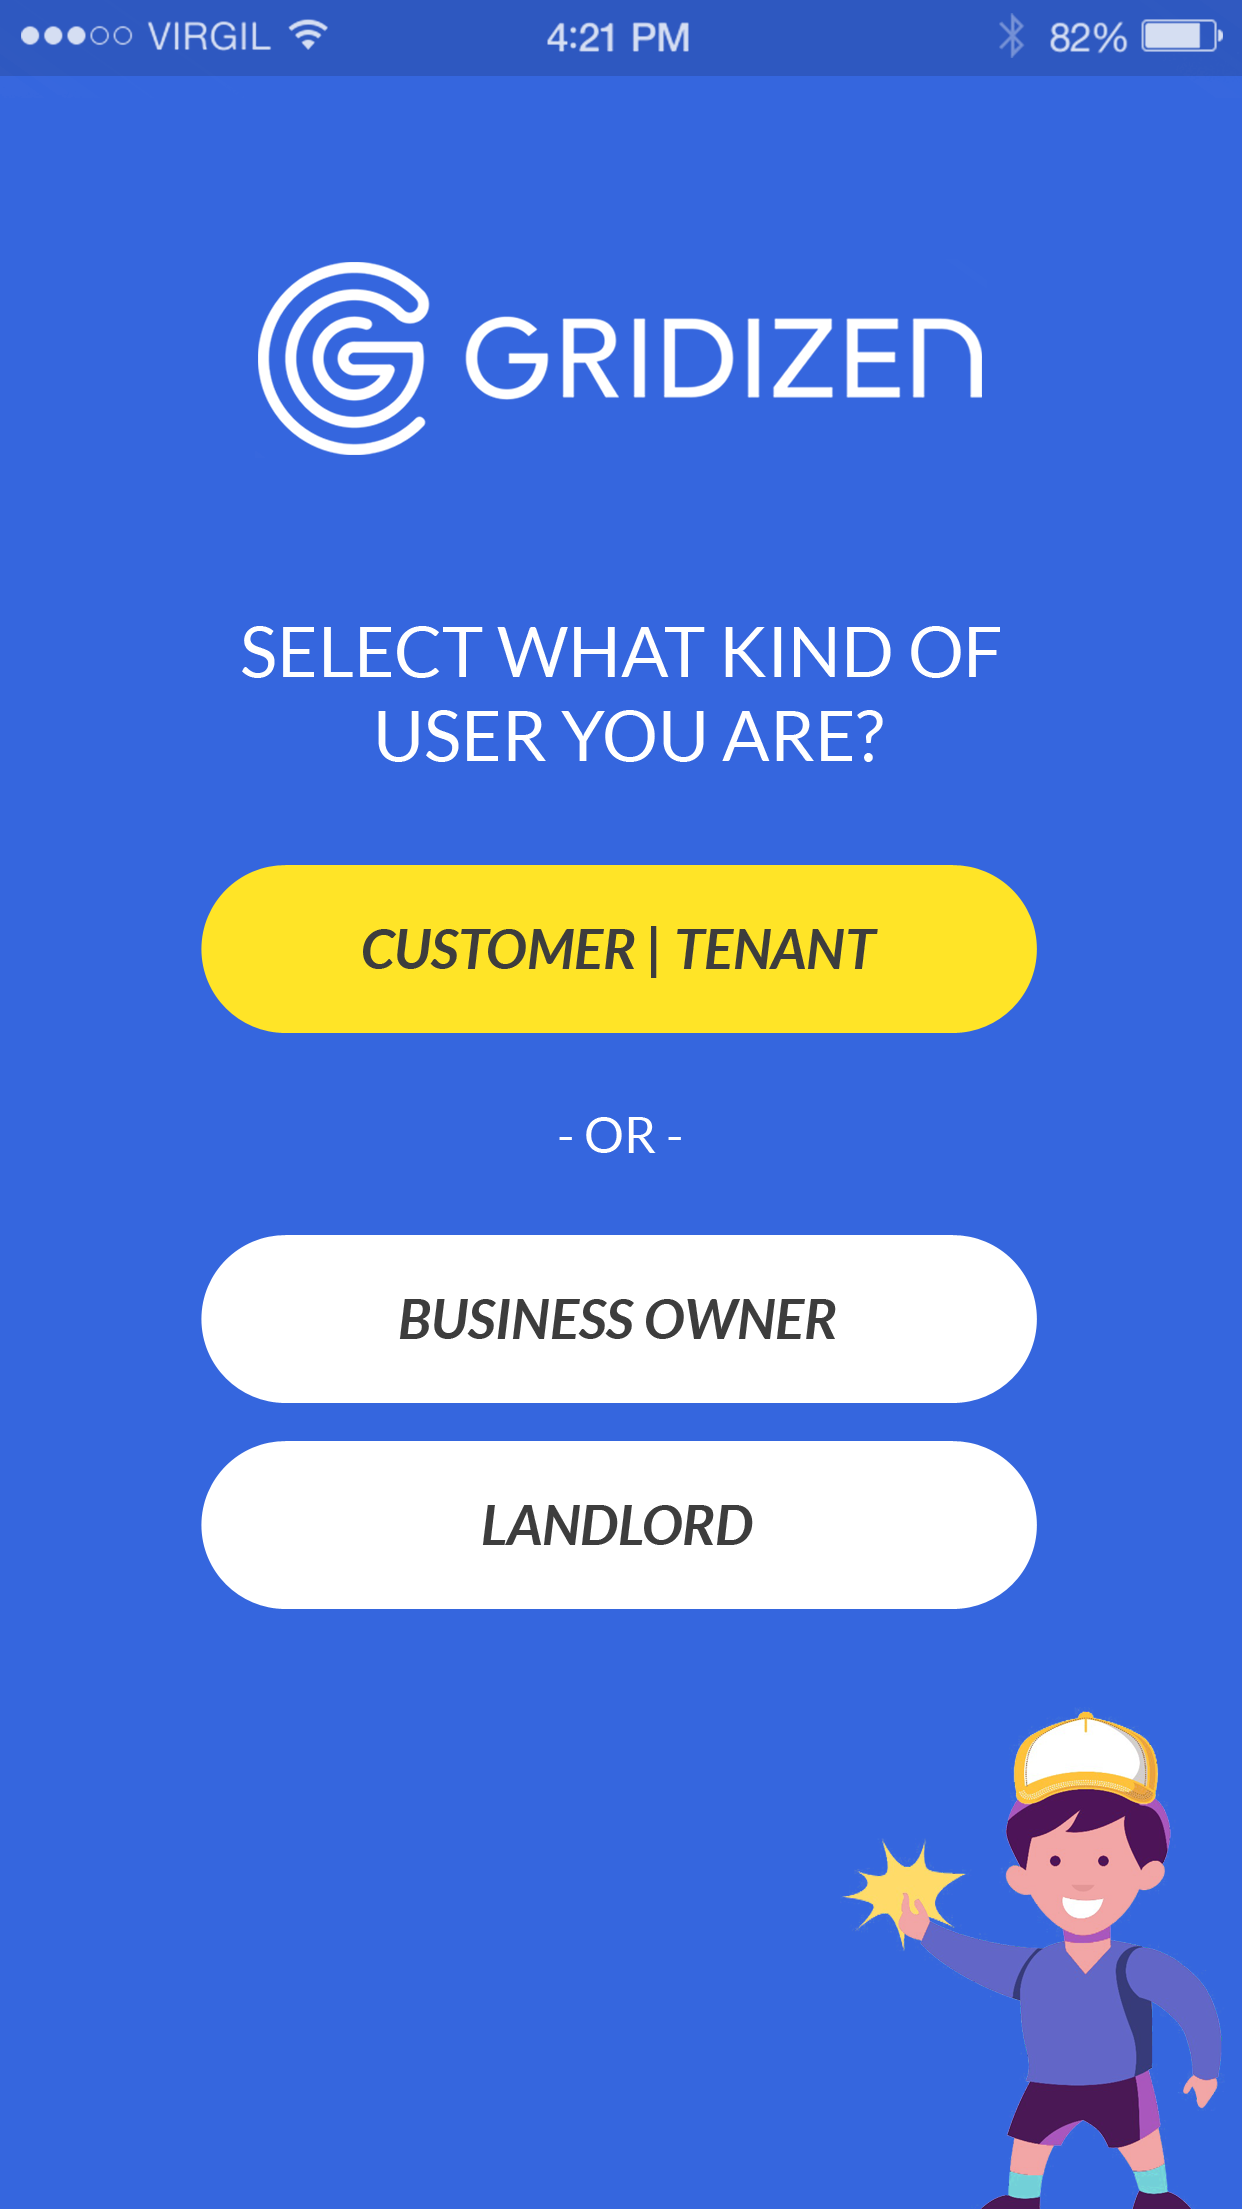 VIRGIL 4:21 PM 82%
GRIDIZEN
SELECT WHAT KIND OF
USER YOU ARE?
CUSTOMER | TENANT
- OR -
BUSINESS OWNER
LANDLORD